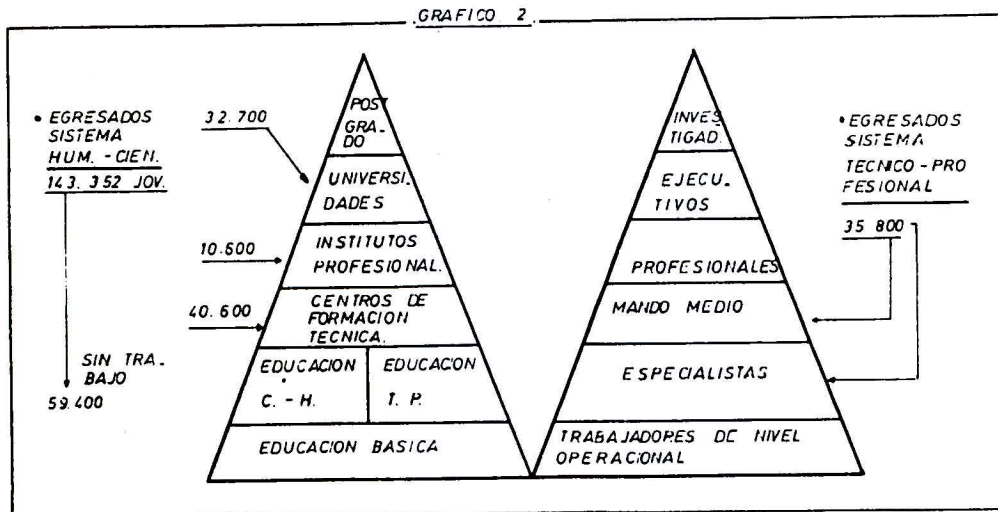 .GRAFICO 2.
• EGRESADOS
SISTEMA
HUM. - CIEN.
143.352 JOV.
SIN TRA-
BAJO
59.400
32.700
10.600
40.600
POST
GRA-
DO
UNIVERSI-
DADES
INSTITUTOS
PROFESIONAL.
CENTROS DE
FORMACION
TECNICA.
EDUCACION
C. - H.
EDUCACION
T. P.
EDUCACION BASICA
INVES
TIGAD.
EJECU-
TIVOS
PROFESIONALES
MANDO MEDIO
ESPECIALISTAS
TRABAJADORES DE NIVEL
OPERACIONAL
• EGRESADOS
SISTEMA
TECNICO - PRO
FESIONAL
35 800